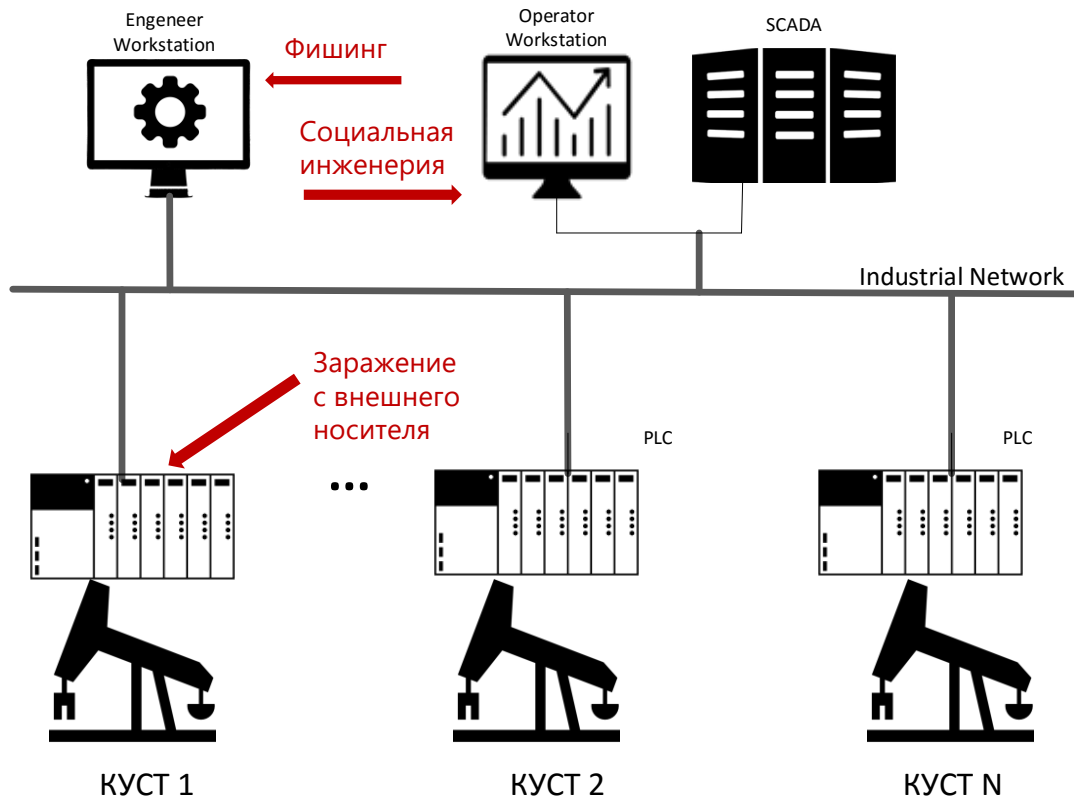 Engeneer
Workstation
Operator
Workstation
SCADA
Фишинг
Социальная
инженерия
Industrial Network
Заражение
с внешнего
носителя
PLC
PLC
...
КУСТ 1
КУСТ 2
КУСТ N